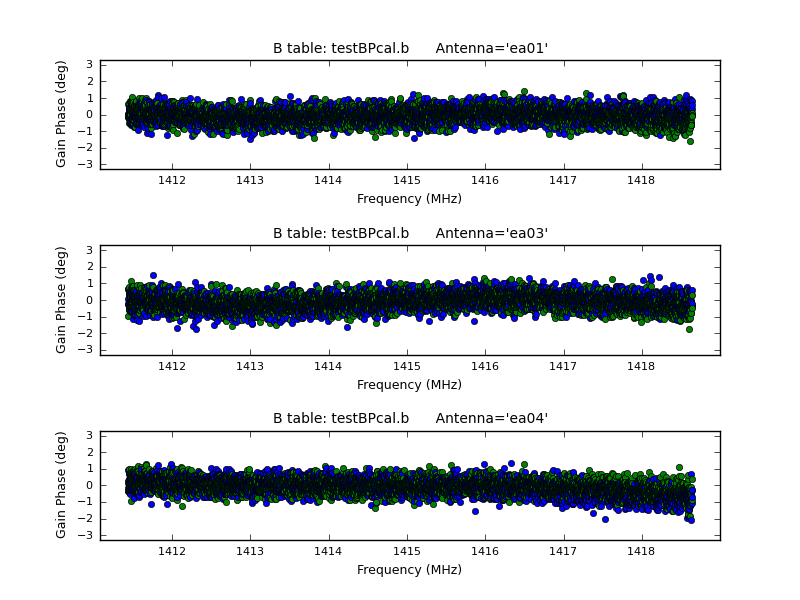 B table: testBPcal.b Antenna='ea01'
3
2
1
0
−1
−2
−3
Gain Phase (deg)
1412 1413 1414 1415 1416 1417 1418
Frequency (MHz)
B table: testBPcal.b Antenna='ea03'
3
2
1
0
−1
−2
−3
Gain Phase (deg)
1412 1413 1414 1415 1416 1417 1418
Frequency (MHz)
B table: testBPcal.b Antenna='ea04'
3
2
1
0
−1
−2
−3
Gain Phase (deg)
1412 1413 1414 1415 1416 1417 1418
Frequency (MHz)